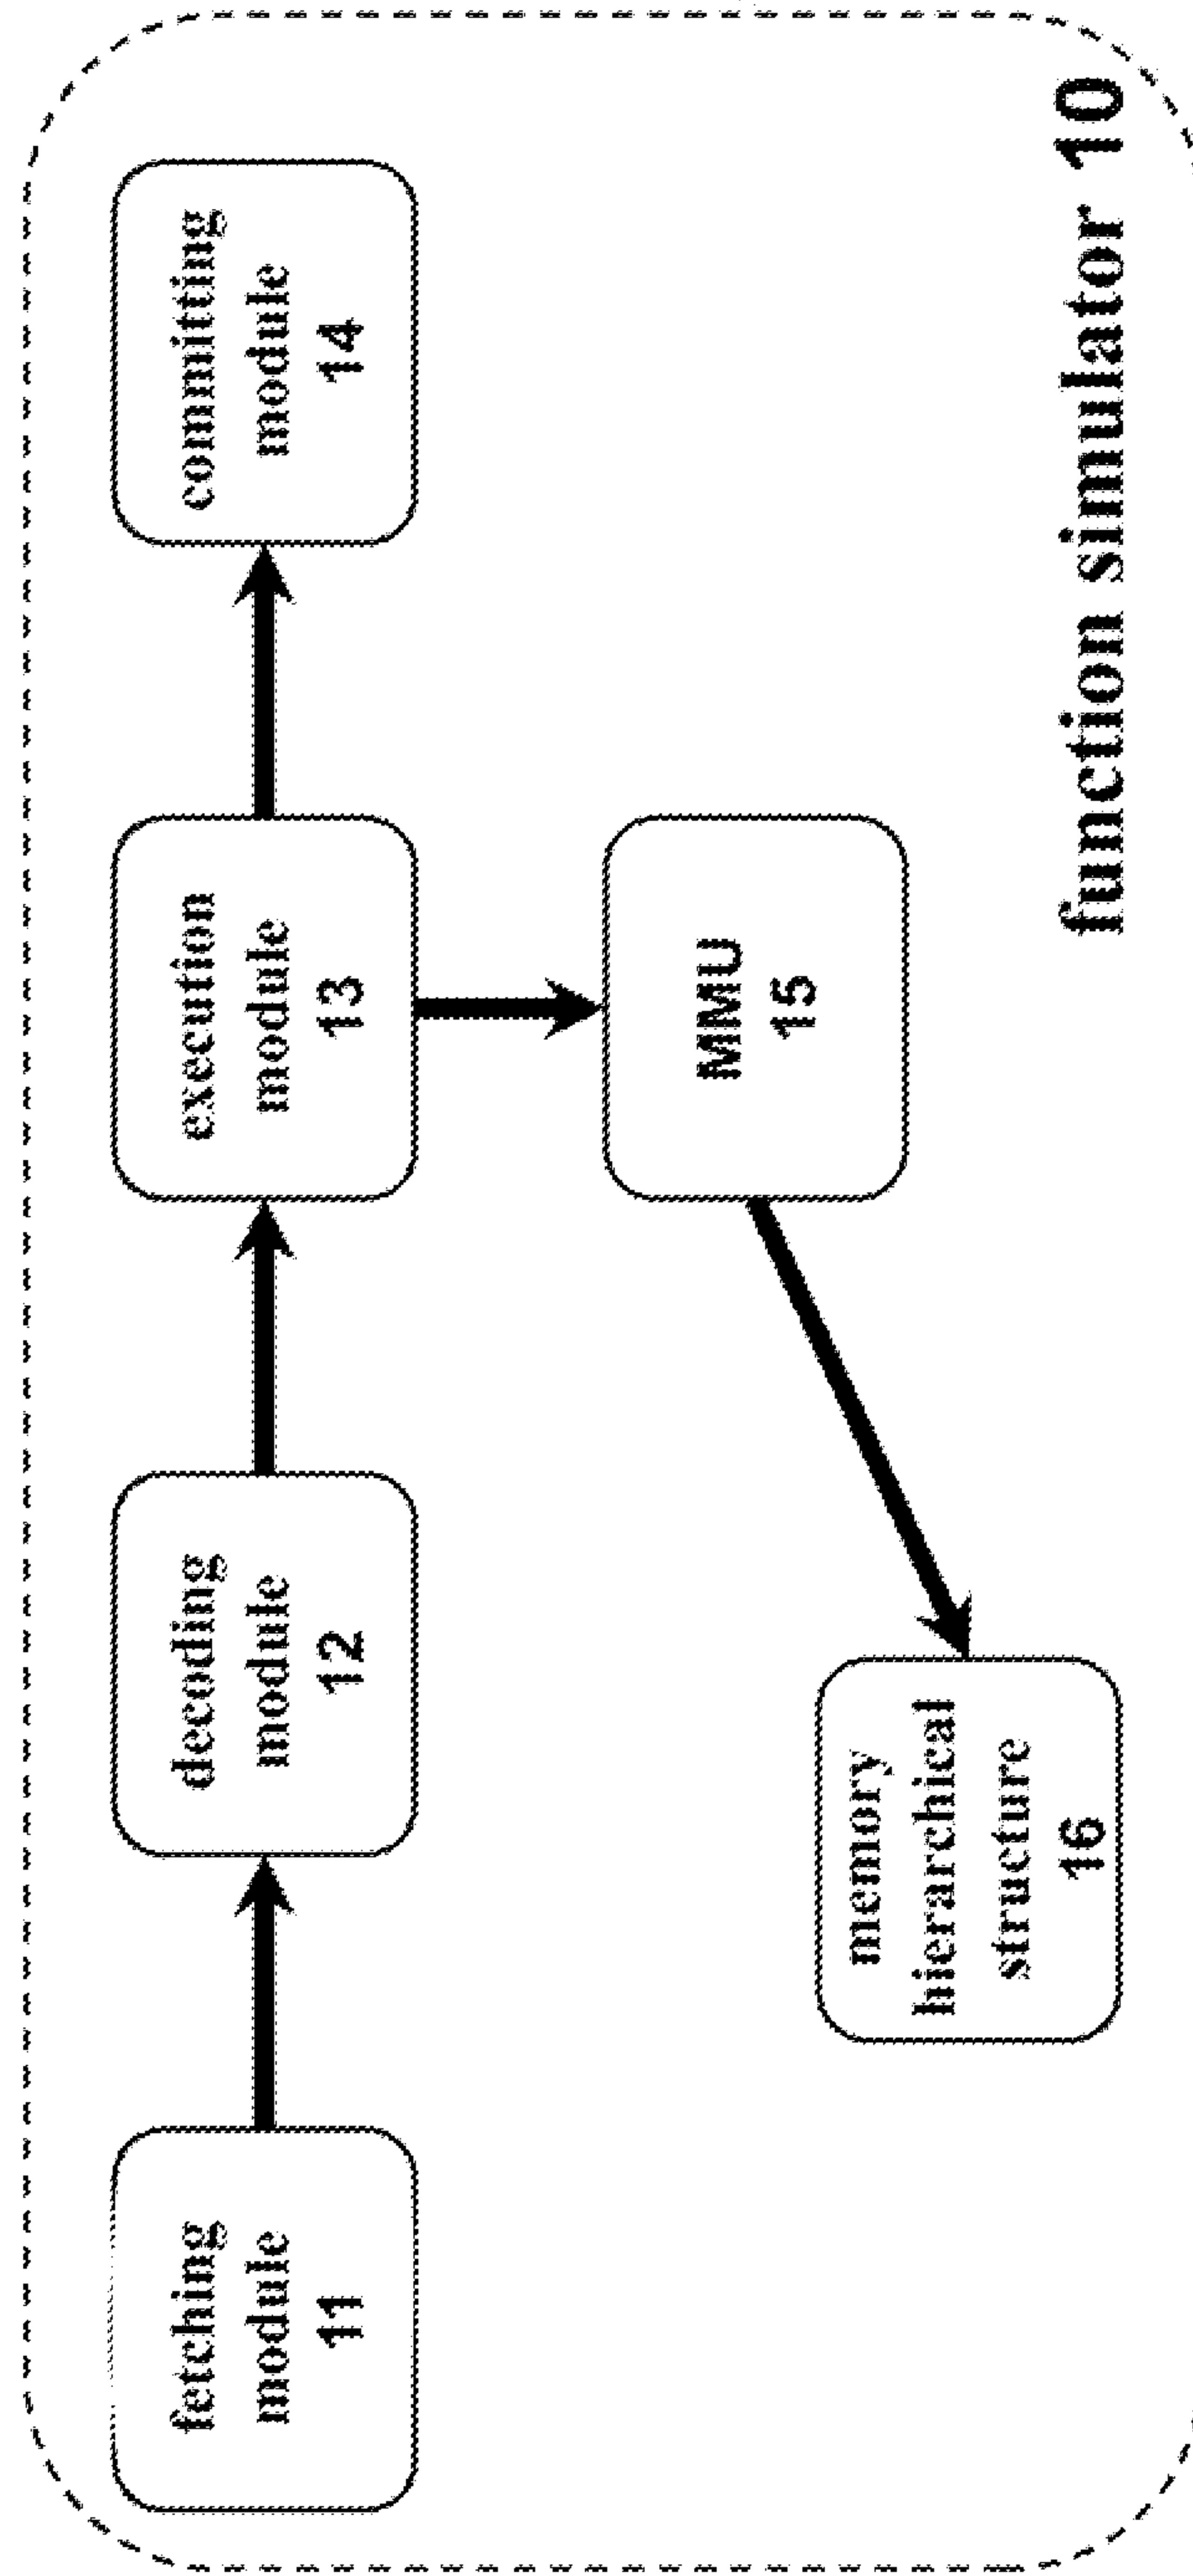 fetching
module
11
decoding
module
12
execution
module
13
committing
module
14
MMU
15
memory
hierarchical
structure
16
function simulator 10